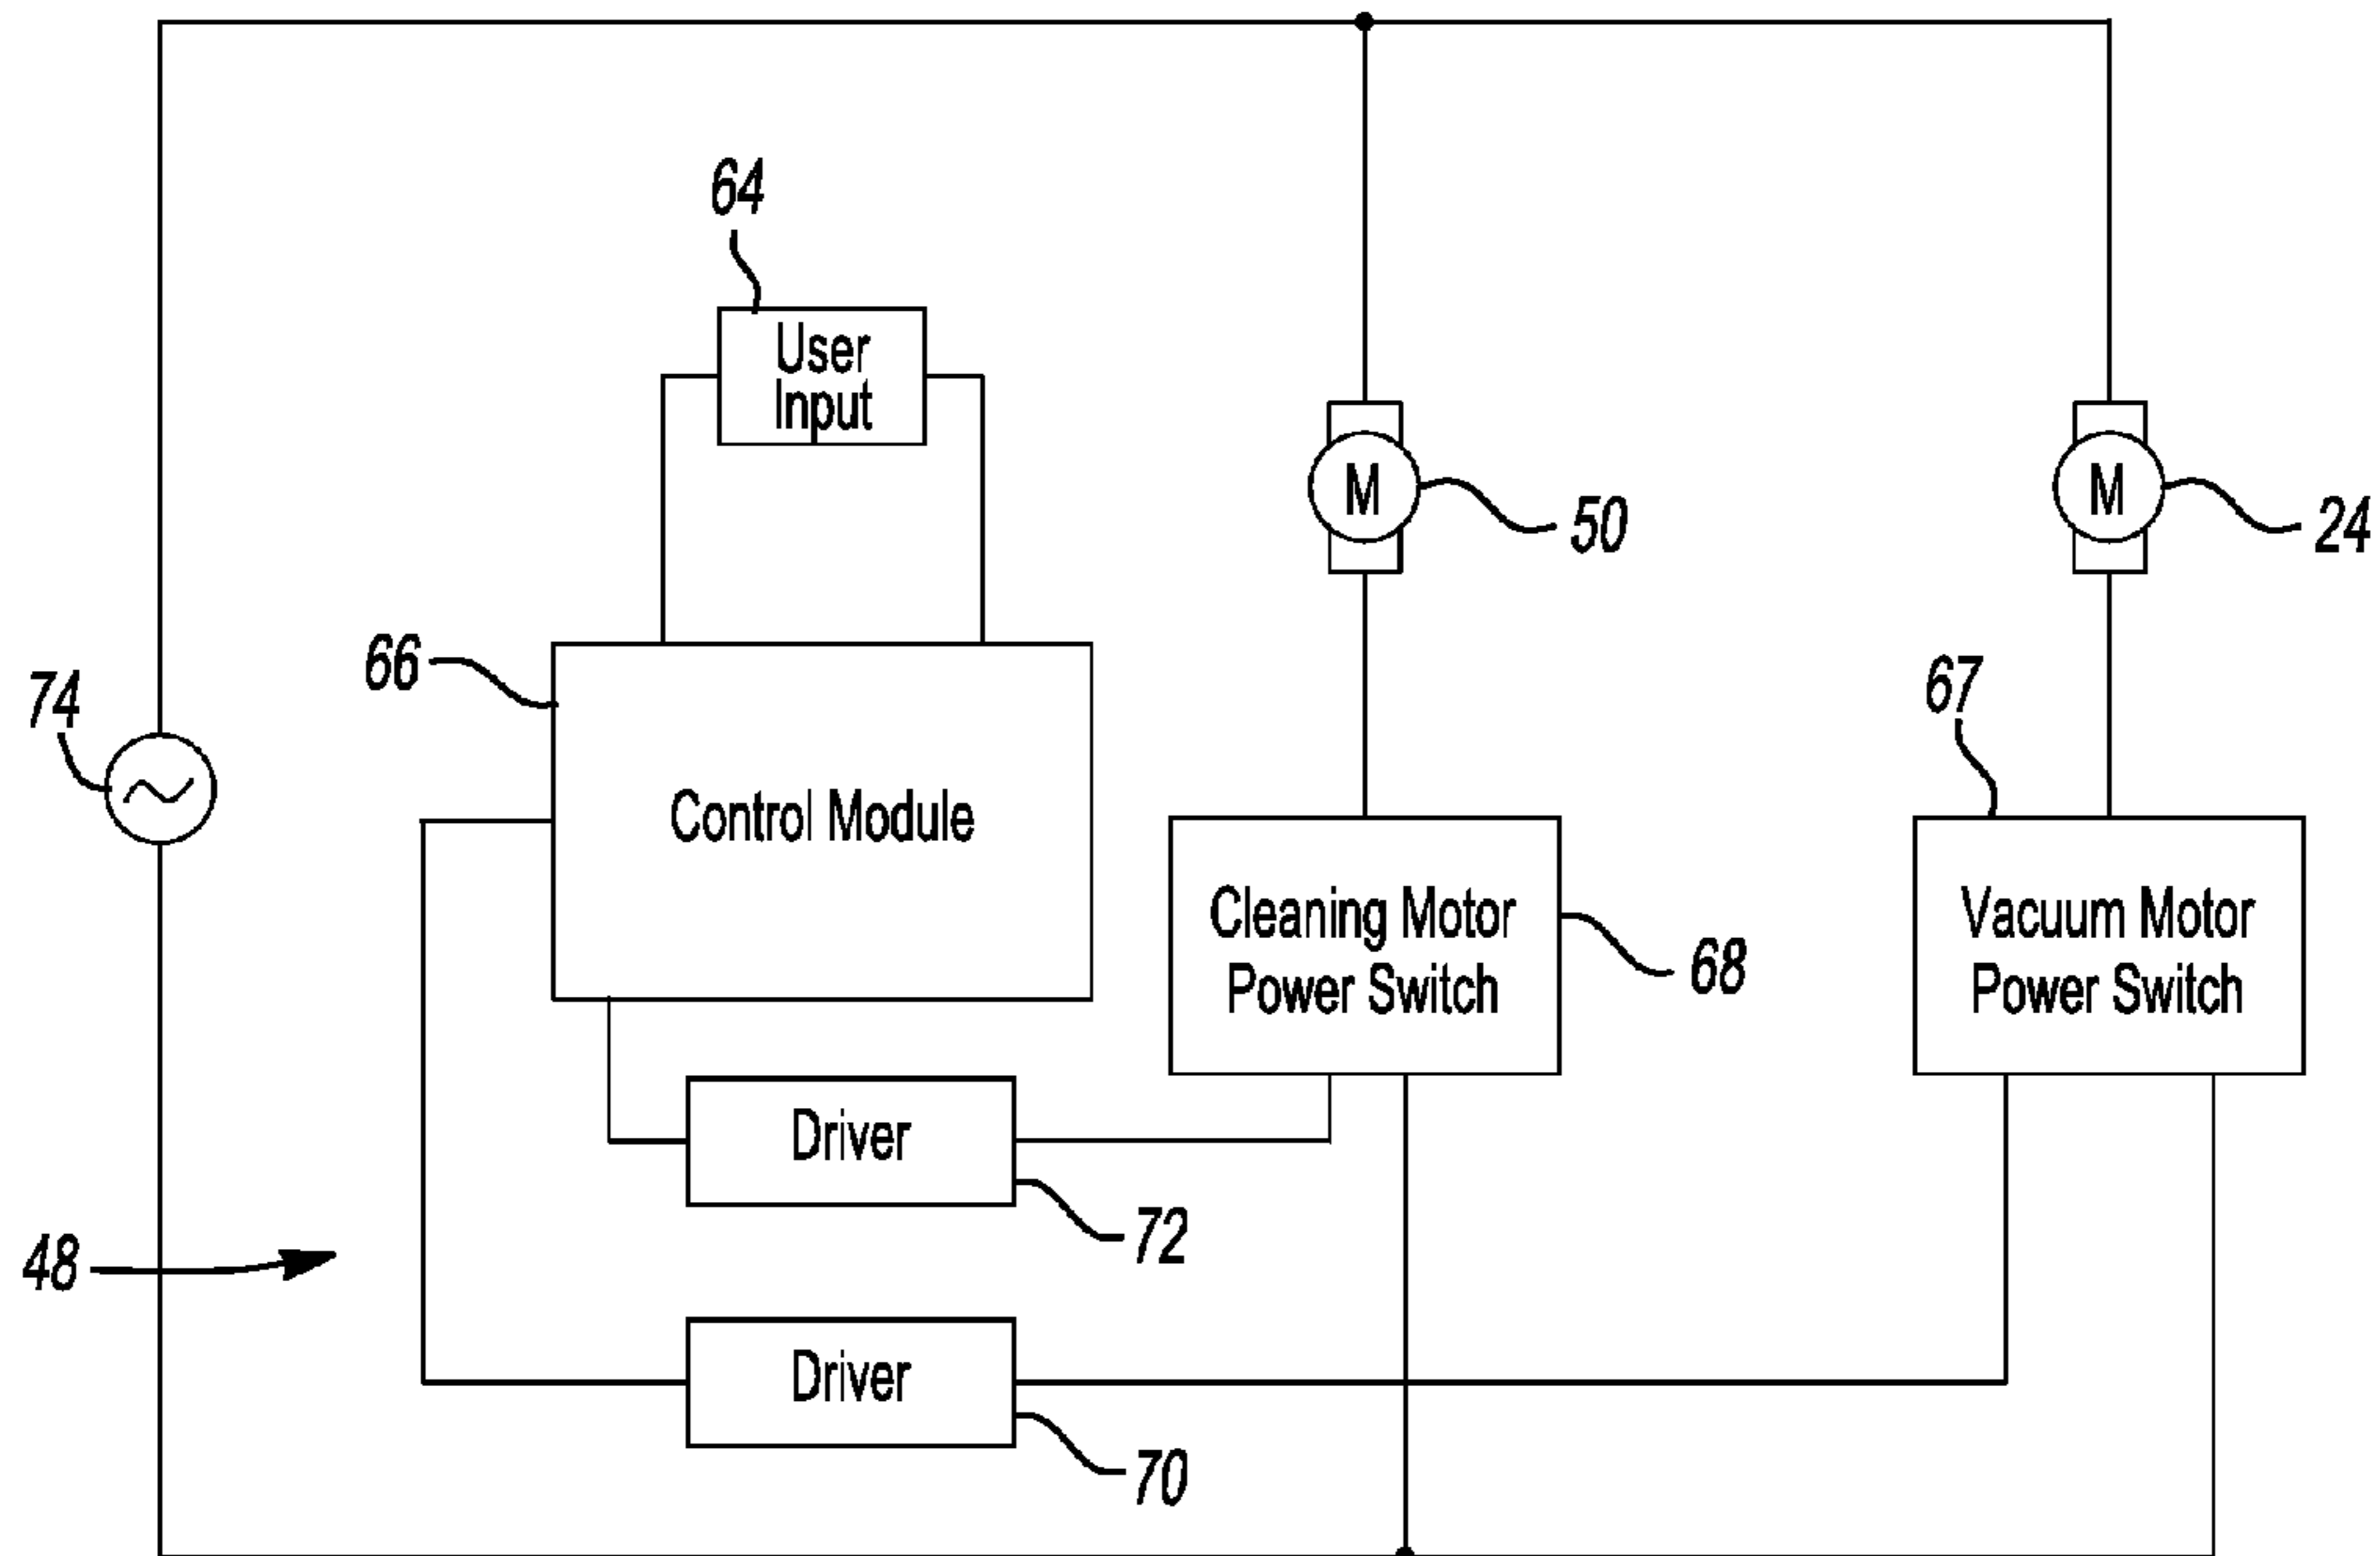 64
User
Input
50
24
M
M
66
74
67
Control Module
Cleaning Motor
Power Switch
68
Vacuum Motor
Power Switch
Driver
72
48
Driver
70